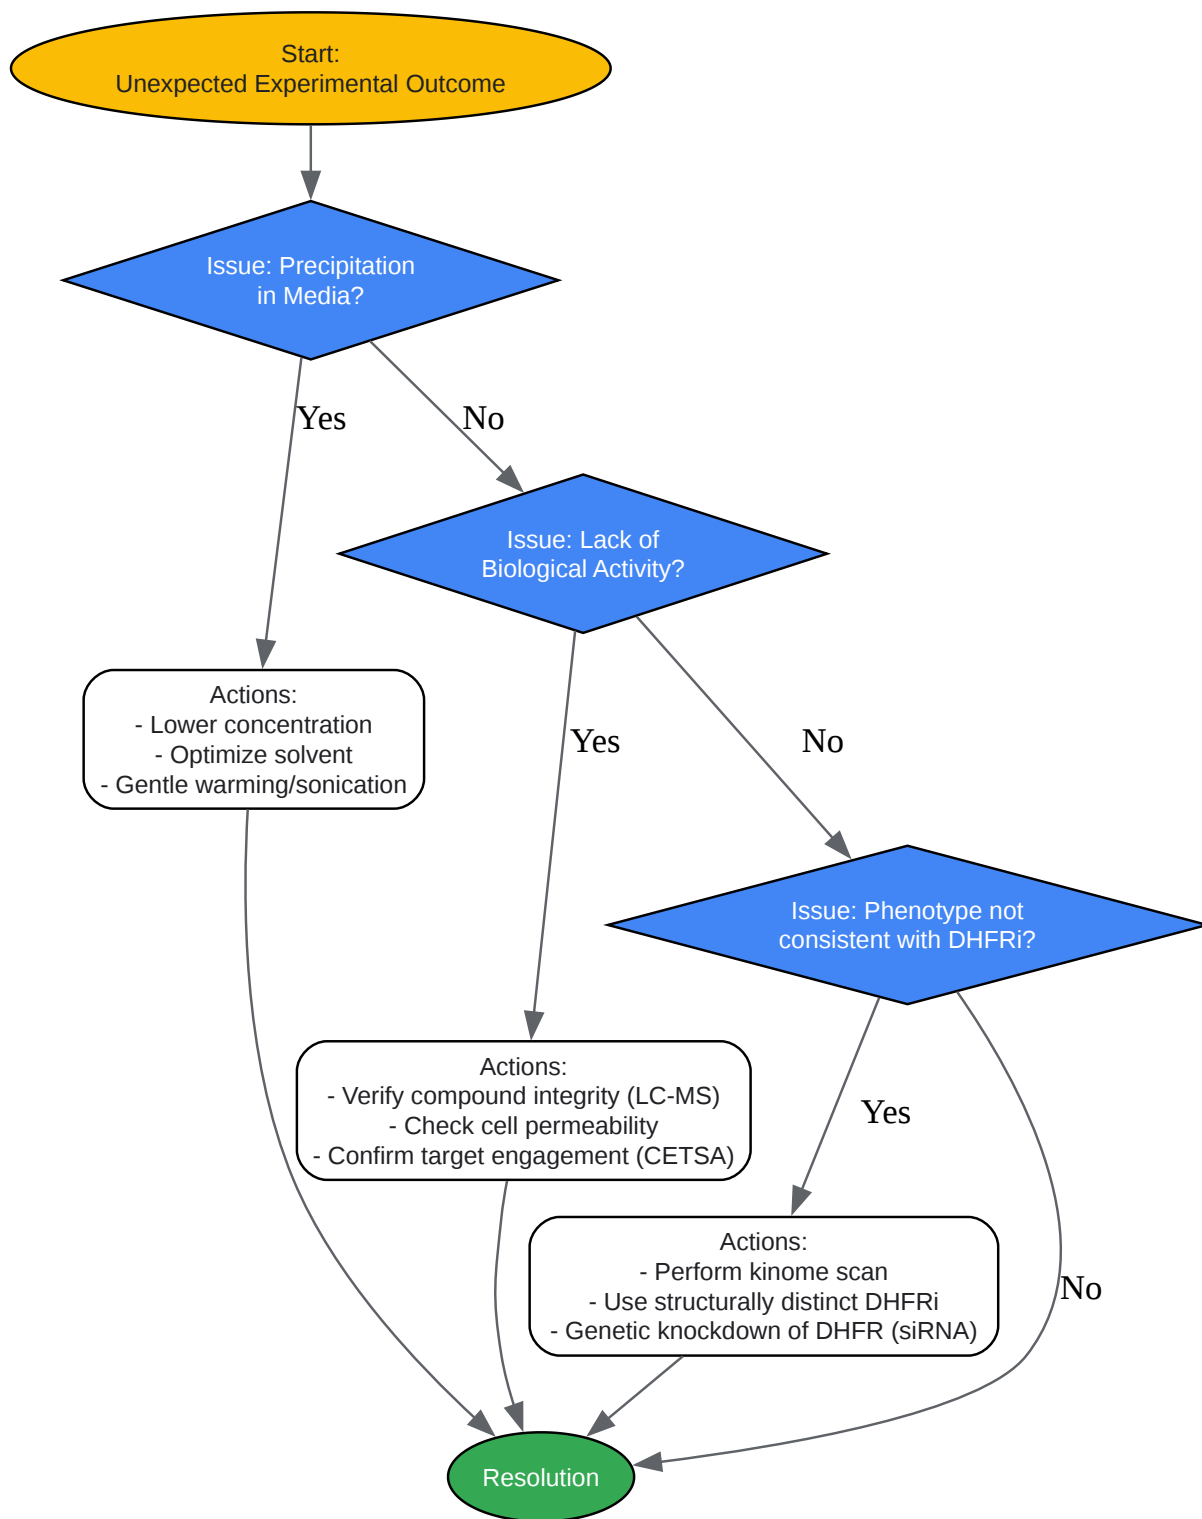 Start:
Unexpected Experimental Outcome
Issue: Precipitation
in Media?
Yes
No
Issue: Lack of
Biological Activity?
Actions:
- Lower concentration
- Optimize solvent
- Gentle warming/sonication
Yes
No
Issue: Phenotype not
consistent with DHFRi?
Actions:
- Verify compound integrity (LC-MS)
- Check cell permeability
- Confirm target engagement (CETSA)
Yes
Actions:
- Perform kinome scan
- Use structurally distinct DHFRi
- Genetic knockdown of DHFR (siRNA)
No
Resolution